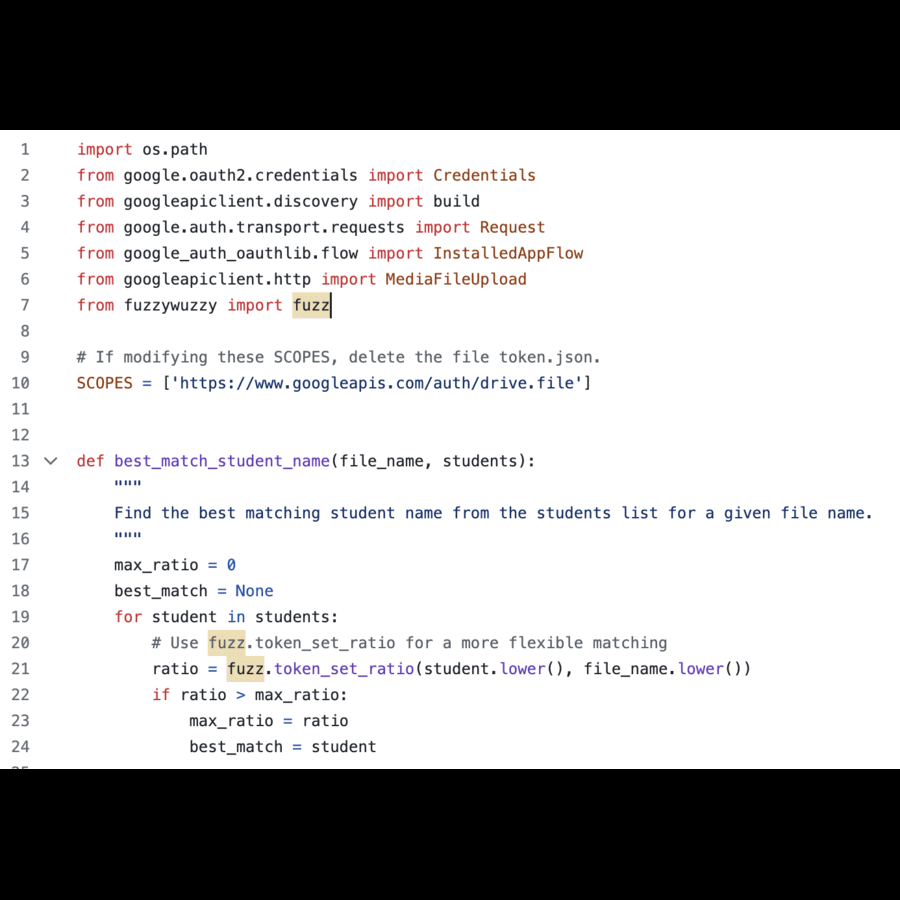 1 import os.path
2 from google.oauth2.credentials import Credentials
3 from googleapiclient.discovery import build
4 from google.auth.transport.requests import Request
5 from google_auth_oauthlib.flow import InstalledAppFlow
6 from googleapiclient.http import MediaFileUpload
7 from fuzzywuzzy import fuzz
8
9 # If modifying these SCOPES, delete the file token.json.
10 SCOPES = ['https://www.googleapis.com/auth/drive.file']
11
12
13 def best_match_student_name(file_name, students):
14 """
15 Find the best matching student name from the students list for a given file name.
16 """
17 max_ratio = 0
18 best_match = None
19 for student in students:
20 # Use fuzz.token_set_ratio for a more flexible matching
21 ratio = fuzz.token_set_ratio(student.lower(), file_name.lower())
22 if ratio > max_ratio:
23 max_ratio = ratio
24 best_match = student